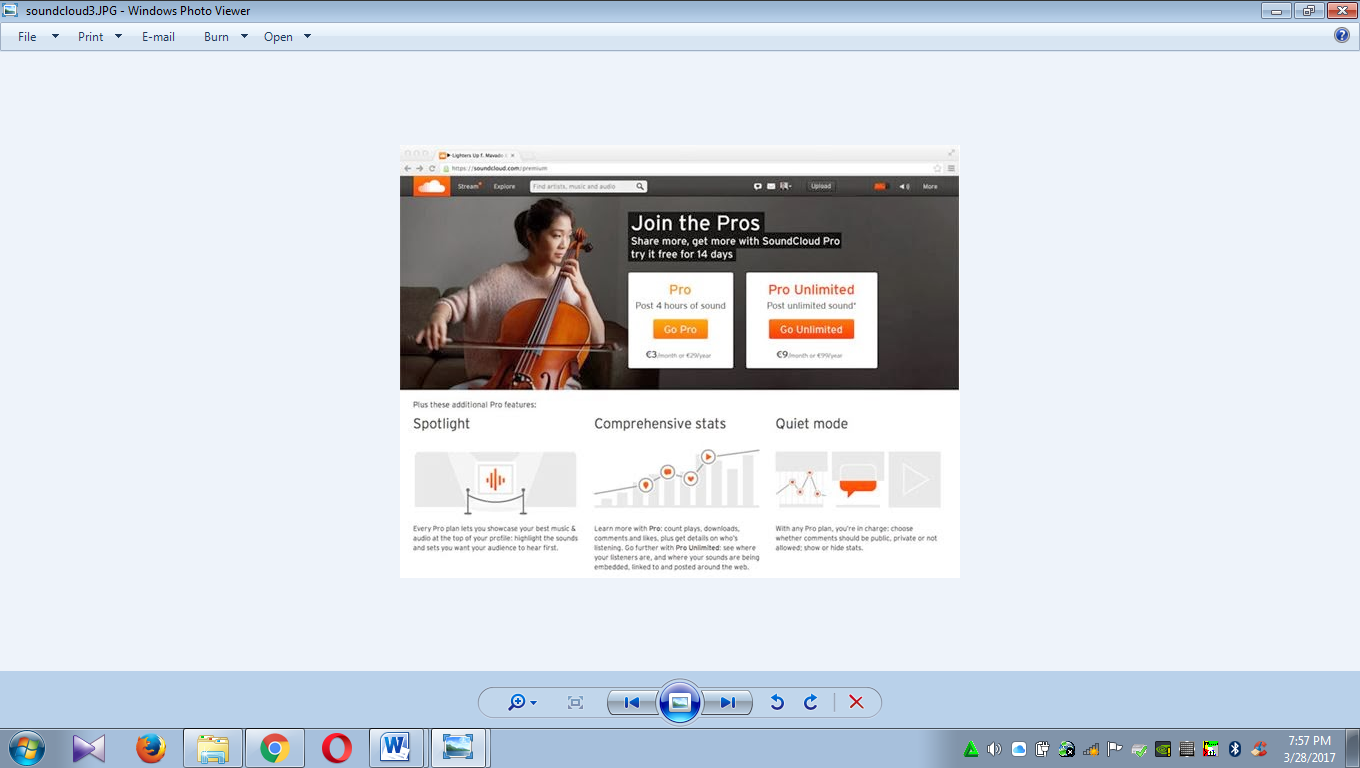 soundcloud3.JPG - Windows Photo Viewer
File Print E-mail Burn Open
Lighters Up f. Mavado
https://soundcloud.com/premium
Stream Explore Find artists, music and audio Upload More
Join the Pros
Share more, get more with SoundCloud Pro
try it free for 14 days
Pro
Post 4 hours of sound
Go Pro
€3/month or €29/year
Pro Unlimited
Post unlimited sound*
Go Unlimited
€9/month or €99/year
Plus these additional Pro features:
Spotlight
Every Pro plan lets you showcase your best music &
audio at the top of your profile: highlight the sounds
and sets you want your audience to hear first.
Comprehensive stats
Learn more with Pro: count plays, downloads,
comments and likes, plus get details on who's
listening. Go further with Pro Unlimited: see where
your listeners are, and where your sounds are being
embedded, linked to and posted around the web.
Quiet mode
With any Pro plan, you're in charge: choose
whether comments should be public, private or not
allowed; show or hide stats.
7:57 PM
3/28/2017